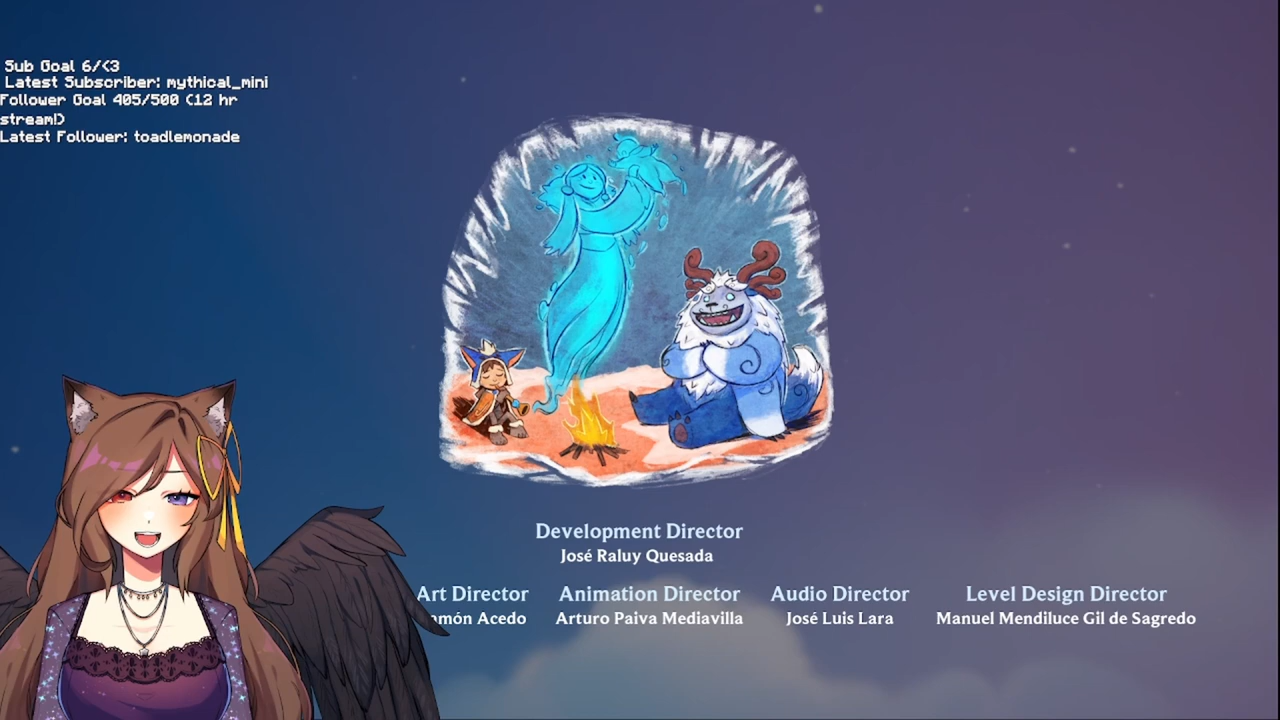 Sub Goal 6/<3
Latest Subscriber: mythical_mini
Follower Goal 405/500 (12 hr
stream!)
Latest Follower: toadlemonade
Development Director
José Raluy Quesada
Art Director Animation Director Audio Director Level Design Director
Acedo Arturo Paiva Mediavilla José Luis Lara Manuel Mendiluce Gil de Sagredo